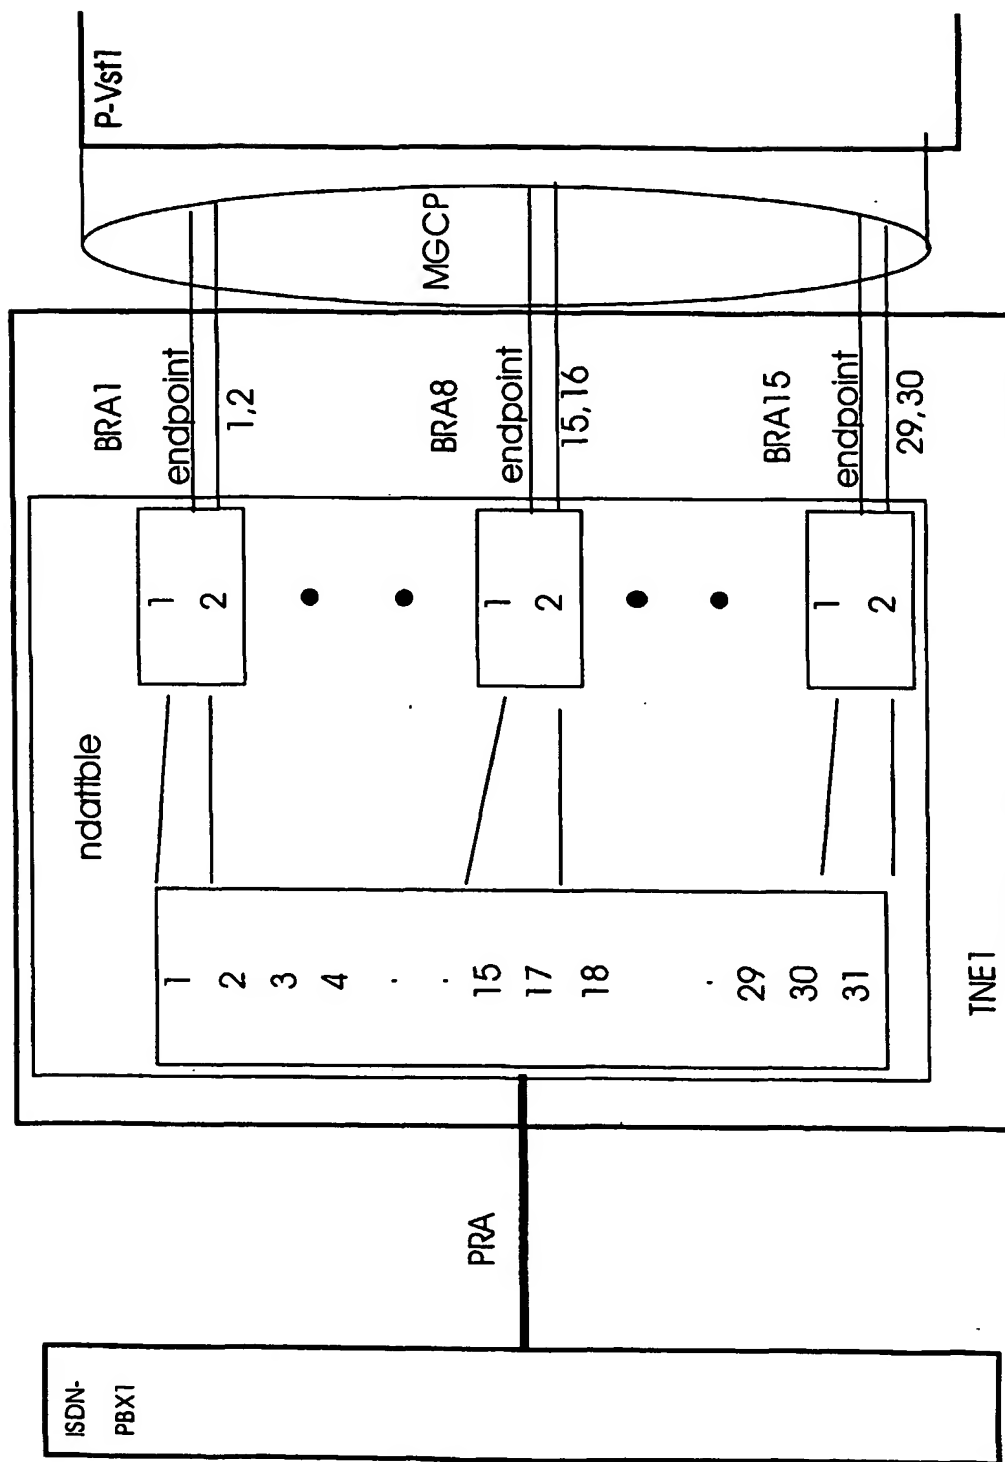 ISDN-
PBX1
PRA
TNE1
ndatible
1
2
3
4
15
17
18
29
30
31
1
2
1
2
1
2
BRA1
endpoint
1,2
BRA8
endpoint
15,16
BRA15
endpoint
29,30
MGCP
P-Vst1